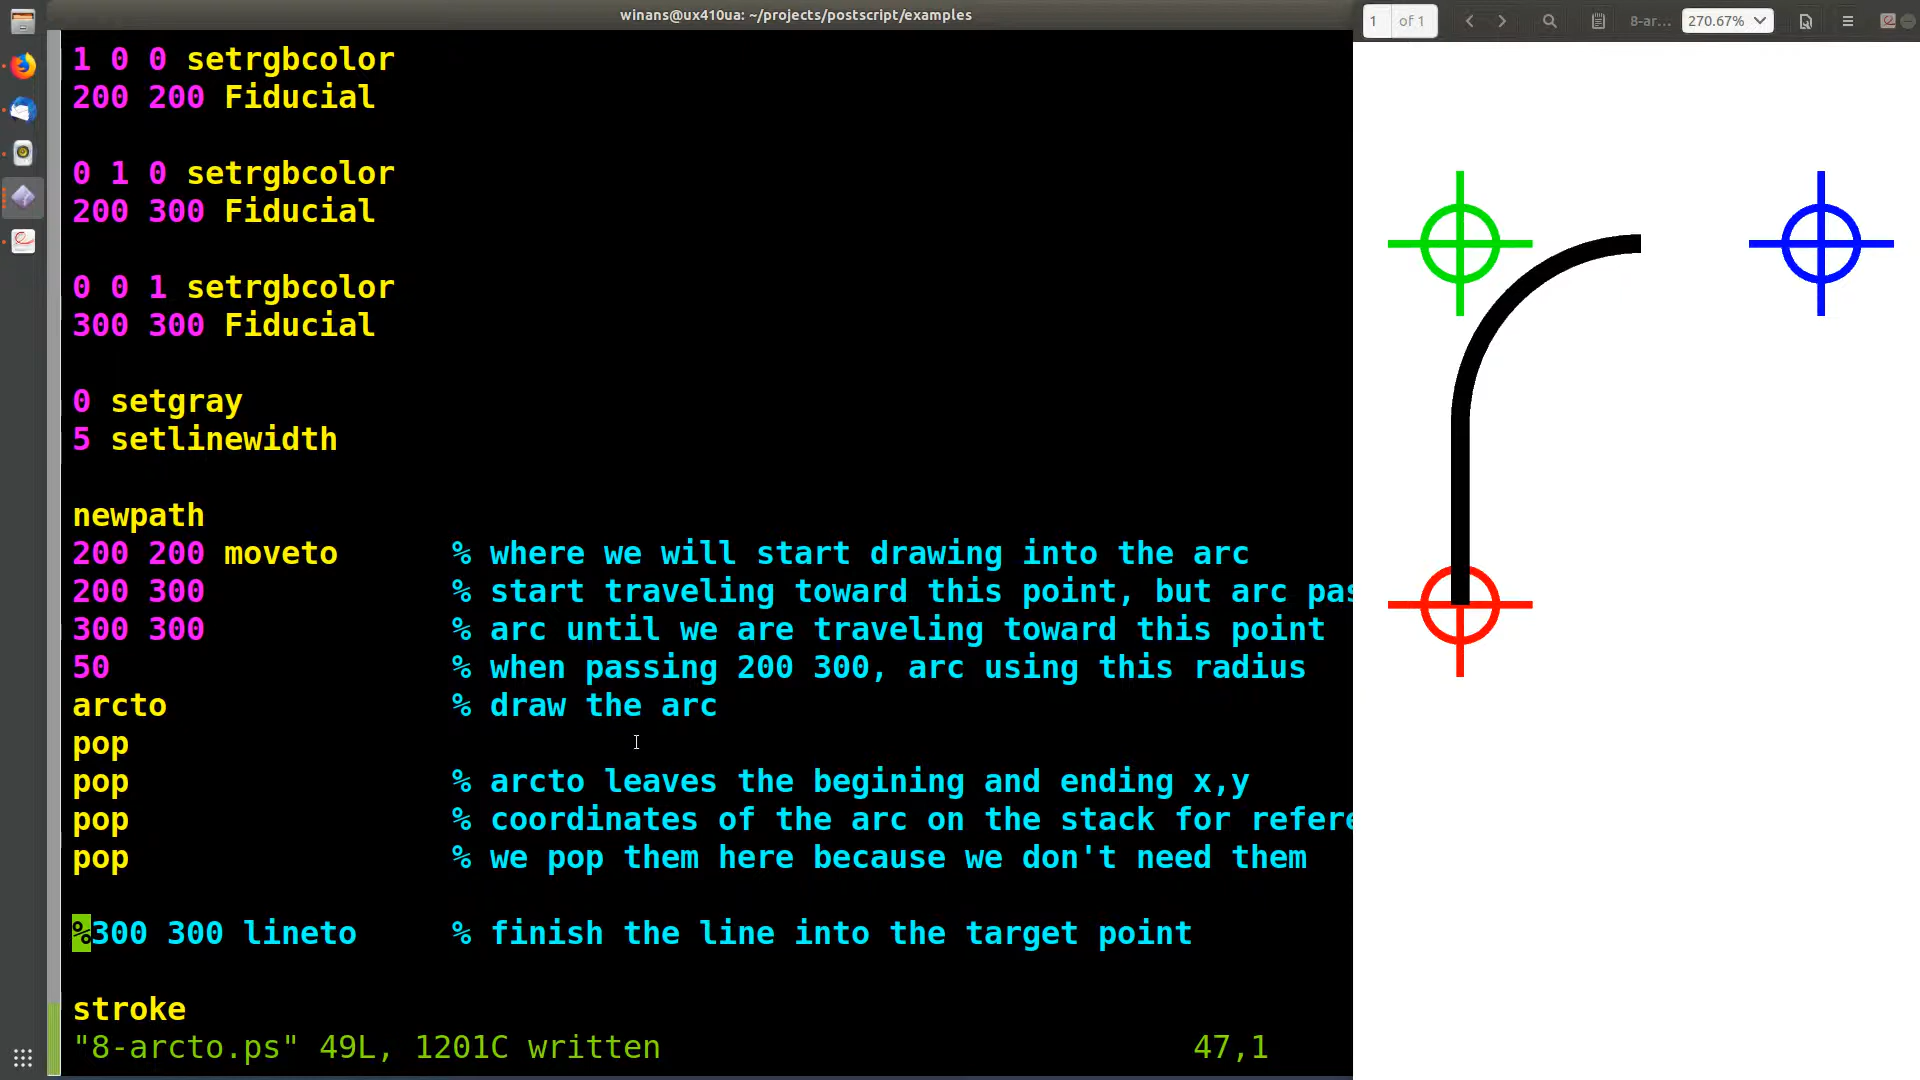 winans@ux410ua: ~/projects/postscript/examples
1 of 1 8-ar... 270.67%
1 0 0 setrgbcolor
200 200 Fiducial
0 1 0 setrgbcolor
200 300 Fiducial
0 0 1 setrgbcolor
300 300 Fiducial
0 setgray
5 setlinewidth
newpath
200 200 moveto % where we will start drawing into the arc
200 300 % start traveling toward this point, but arc pas
300 300 % arc until we are traveling toward this point
50 % when passing 200 300, arc using this radius
arcto % draw the arc
pop
pop % arcto leaves the begining and ending x,y
pop % coordinates of the arc on the stack for refere
pop % we pop them here because we don't need them
%300 300 lineto % finish the line into the target point
stroke
"8-arcto.ps" 49L, 1201C written 47,1